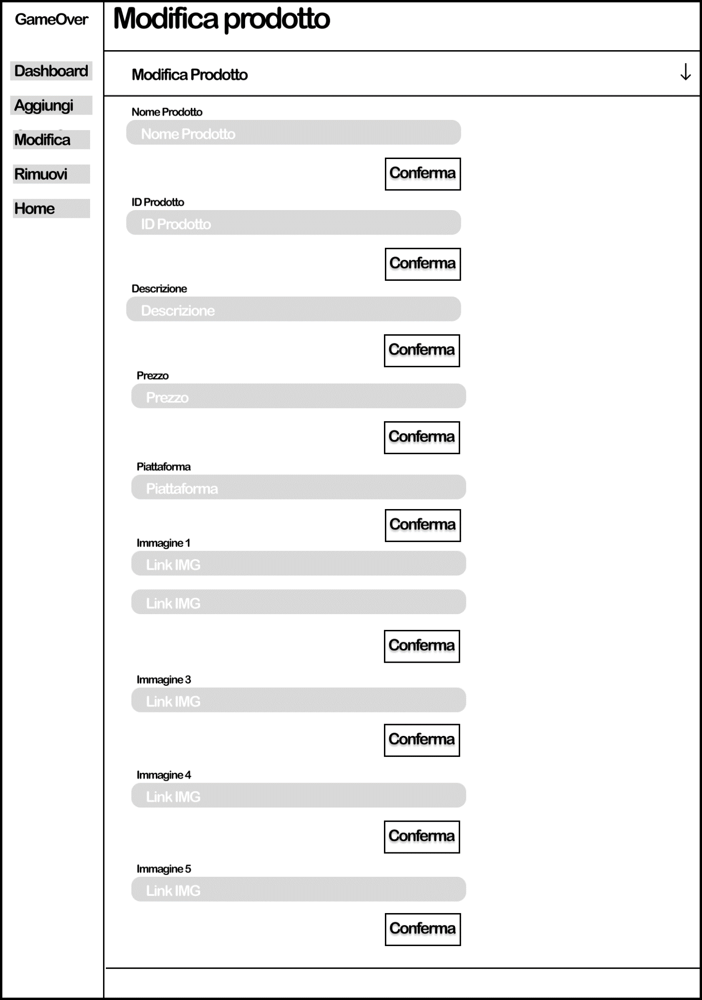 GameOver
Modifica prodotto
Dashboard
Aggiungi
Modifica
Rimuovi
Home
Modifica Prodotto
Nome Prodotto
Nome Prodotto
Conferma
ID Prodotto
ID Prodotto
Conferma
Descrizione
Descrizione
Conferma
Prezzo
Prezzo
Conferma
Piattaforma
Piattaforma
Conferma
Immagine 1
Link IMG
Link IMG
Conferma
Immagine 3
Link IMG
Conferma
Immagine 4
Link IMG
Conferma
Immagine 5
Link IMG
Conferma